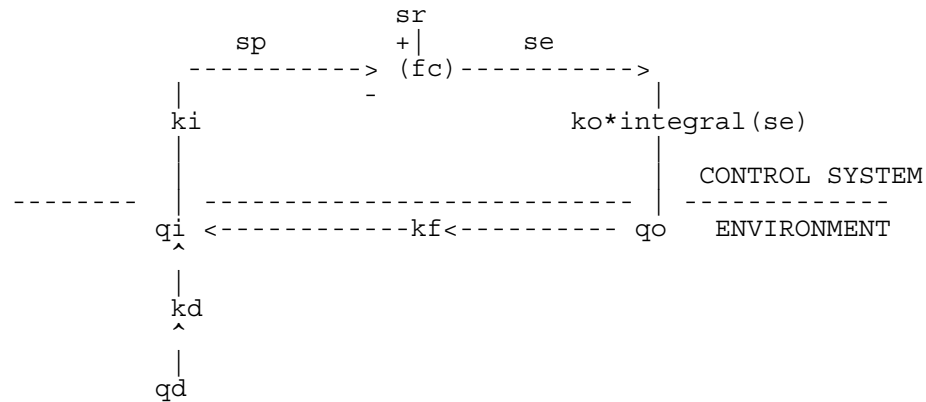 sr
sp +| se
-----------> (fc)----------->
| - |
ki ko*integral(se)
| |
| | CONTROL SYSTEM
-------- | --------------------------- | -------------
qi <------------kf<---------- qo ENVIRONMENT
^
|
kd
^
|
qd